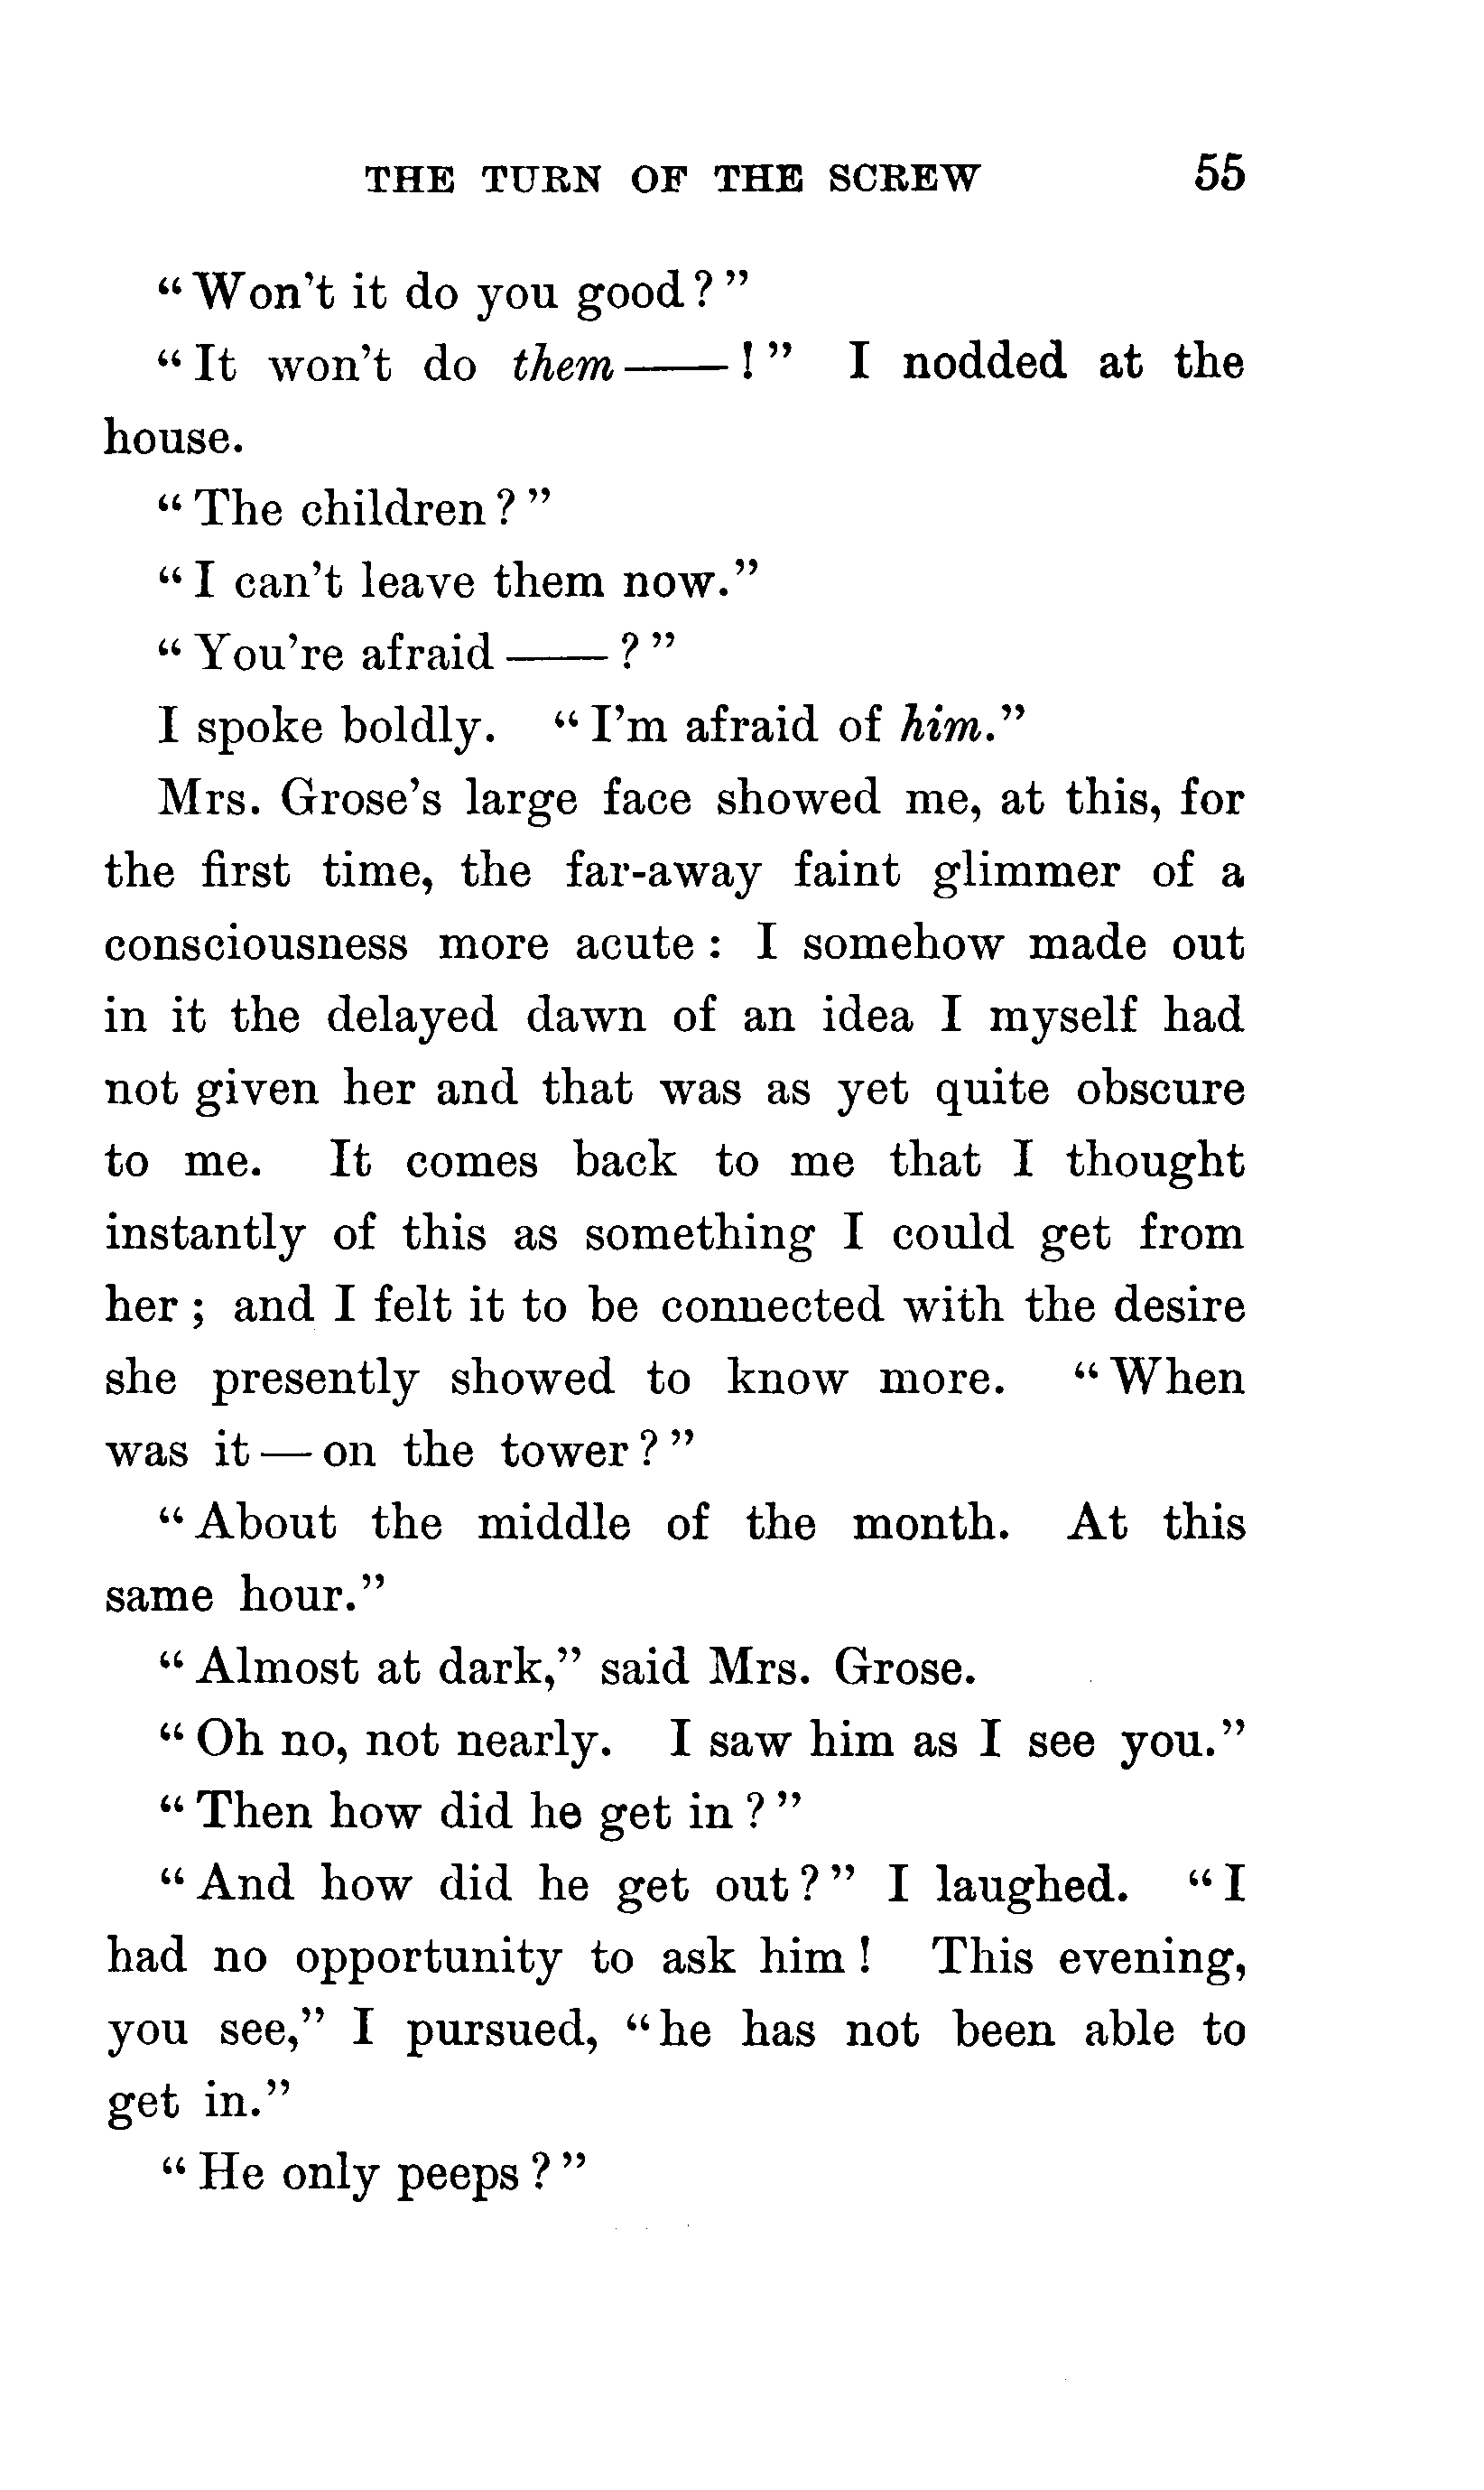 THE TURN OF THE SCREW 55
“Won’t it do you good?”
“It won’t do them——!” I nodded at the
house.
“The children?”
“I can’t leave them now.”
“You’re afraid——?”
I spoke boldly. “I’m afraid of him.”
Mrs. Grose’s large face showed me, at this, for
the first time, the far-away faint glimmer of a
consciousness more acute: I somehow made out
in it the delayed dawn of an idea I myself had
not given her and that was as yet quite obscure
to me. It comes back to me that I thought
instantly of this as something I could get from
her; and I felt it to be connected with the desire
she presently showed to know more. “When
was it—on the tower?”
“About the middle of the month. At this
same hour.”
“Almost at dark,” said Mrs. Grose.
“Oh no, not nearly. I saw him as I see you.”
“Then how did he get in?”
“And how did he get out?” I laughed. “I
had no opportunity to ask him! This evening,
you see,” I pursued, “he has not been able to
get in.”
“He only peeps?”